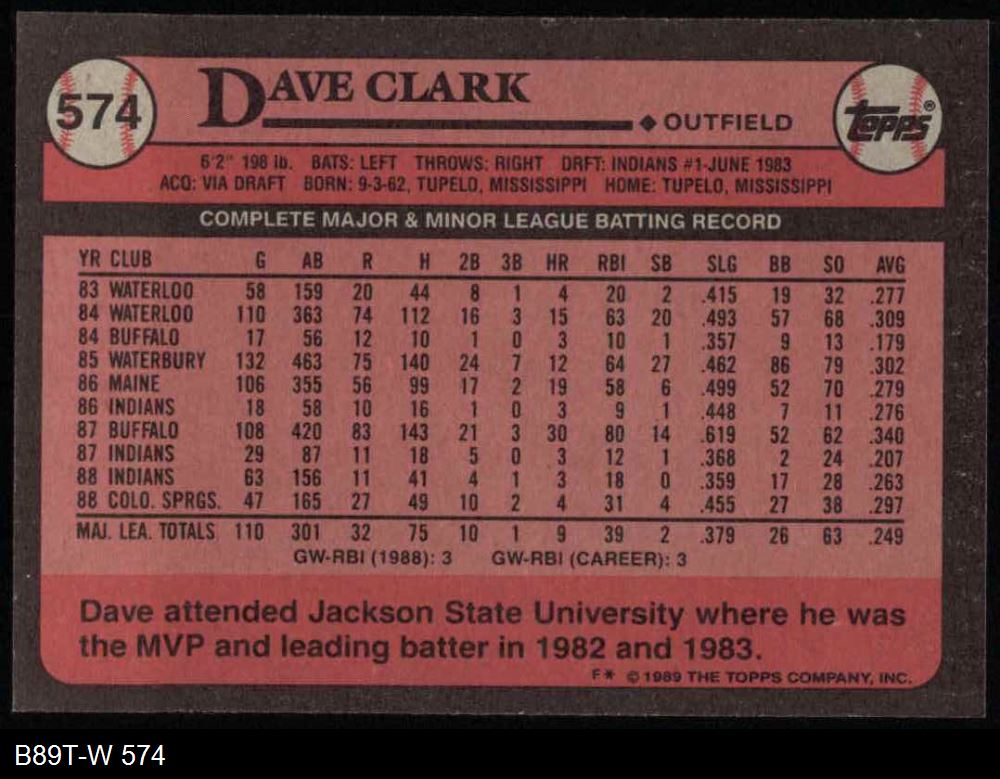 574
DAVE CLARK
◆ OUTFIELD
TOPPS®
6'2" 198 lb. BATS: LEFT THROWS: RIGHT DRFT: INDIANS #1-JUNE 1983
ACQ: VIA DRAFT BORN: 9-3-62, TUPELO, MISSISSIPPI HOME: TUPELO, MISSISSIPPI
COMPLETE MAJOR & MINOR LEAGUE BATTING RECORD
YR CLUB G AB R H 2B 3B HR RBI SB SLG BB SO AVG
83 WATERLOO 58 159 20 44 8 1 4 20 2 .415 19 32 .277
84 WATERLOO 110 363 74 112 16 3 15 63 20 .493 57 68 .309
84 BUFFALO 17 56 12 10 1 0 3 10 1 .357 9 13 .179
85 WATERBURY 132 463 75 140 24 7 12 64 27 .462 86 79 .302
86 MAINE 106 355 56 99 17 2 19 58 6 .499 52 70 .279
86 INDIANS 18 58 10 16 1 0 3 9 1 .448 7 11 .276
87 BUFFALO 108 420 83 143 21 3 30 80 14 .619 52 62 .340
87 INDIANS 29 87 11 18 5 0 3 12 1 .368 2 24 .207
88 INDIANS 63 156 11 41 4 1 3 18 0 .359 17 28 .263
88 COLO. SPRGS. 47 165 27 49 10 2 4 31 4 .455 27 38 .297
MAJ. LEA. TOTALS 110 301 32 75 10 1 9 39 2 .379 26 63 .249
GW-RBI (1988): 3 GW-RBI (CAREER): 3
Dave attended Jackson State University where he was
the MVP and leading batter in 1982 and 1983.
F* © 1989 THE TOPPS COMPANY, INC.
B89T-W 574